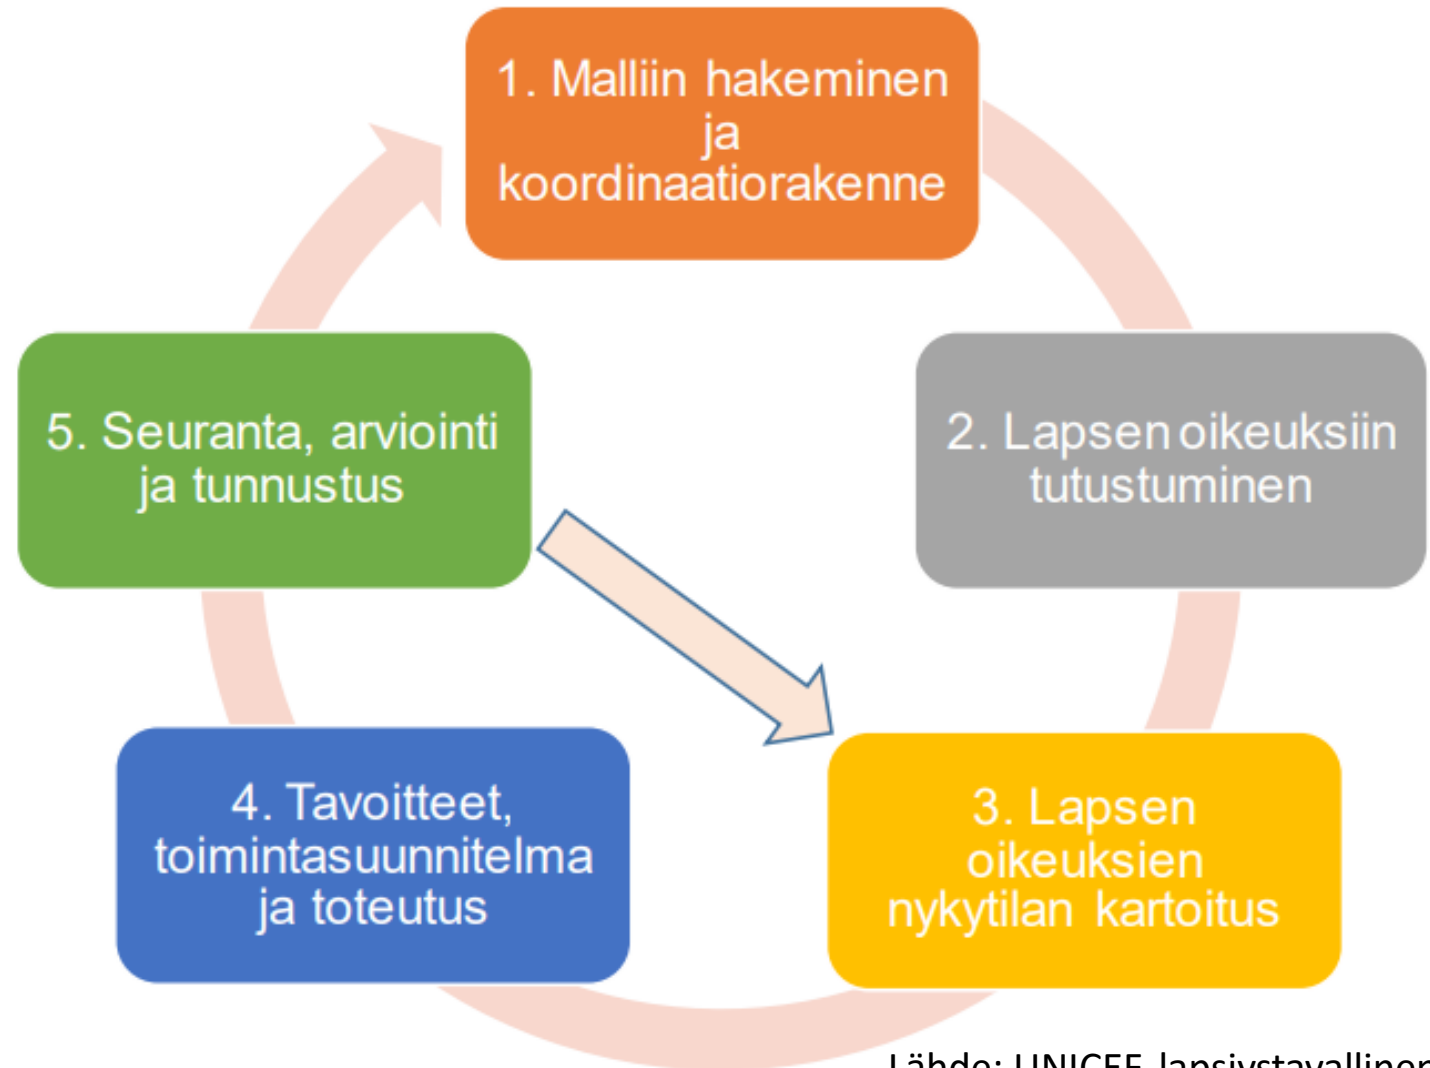 1. Malliin hakeminen
ja
koordinaatiorakenne
2. Lapsen oikeuksiin
tutustuminen
3. Lapsen
oikeuksien
nykytilan kartoitus
4. Tavoitteet,
toimintasuunnitelma
ja toteutus
5. Seuranta, arviointi
ja tunnustus
Lähde: UNICEF, lapsiystavallinen